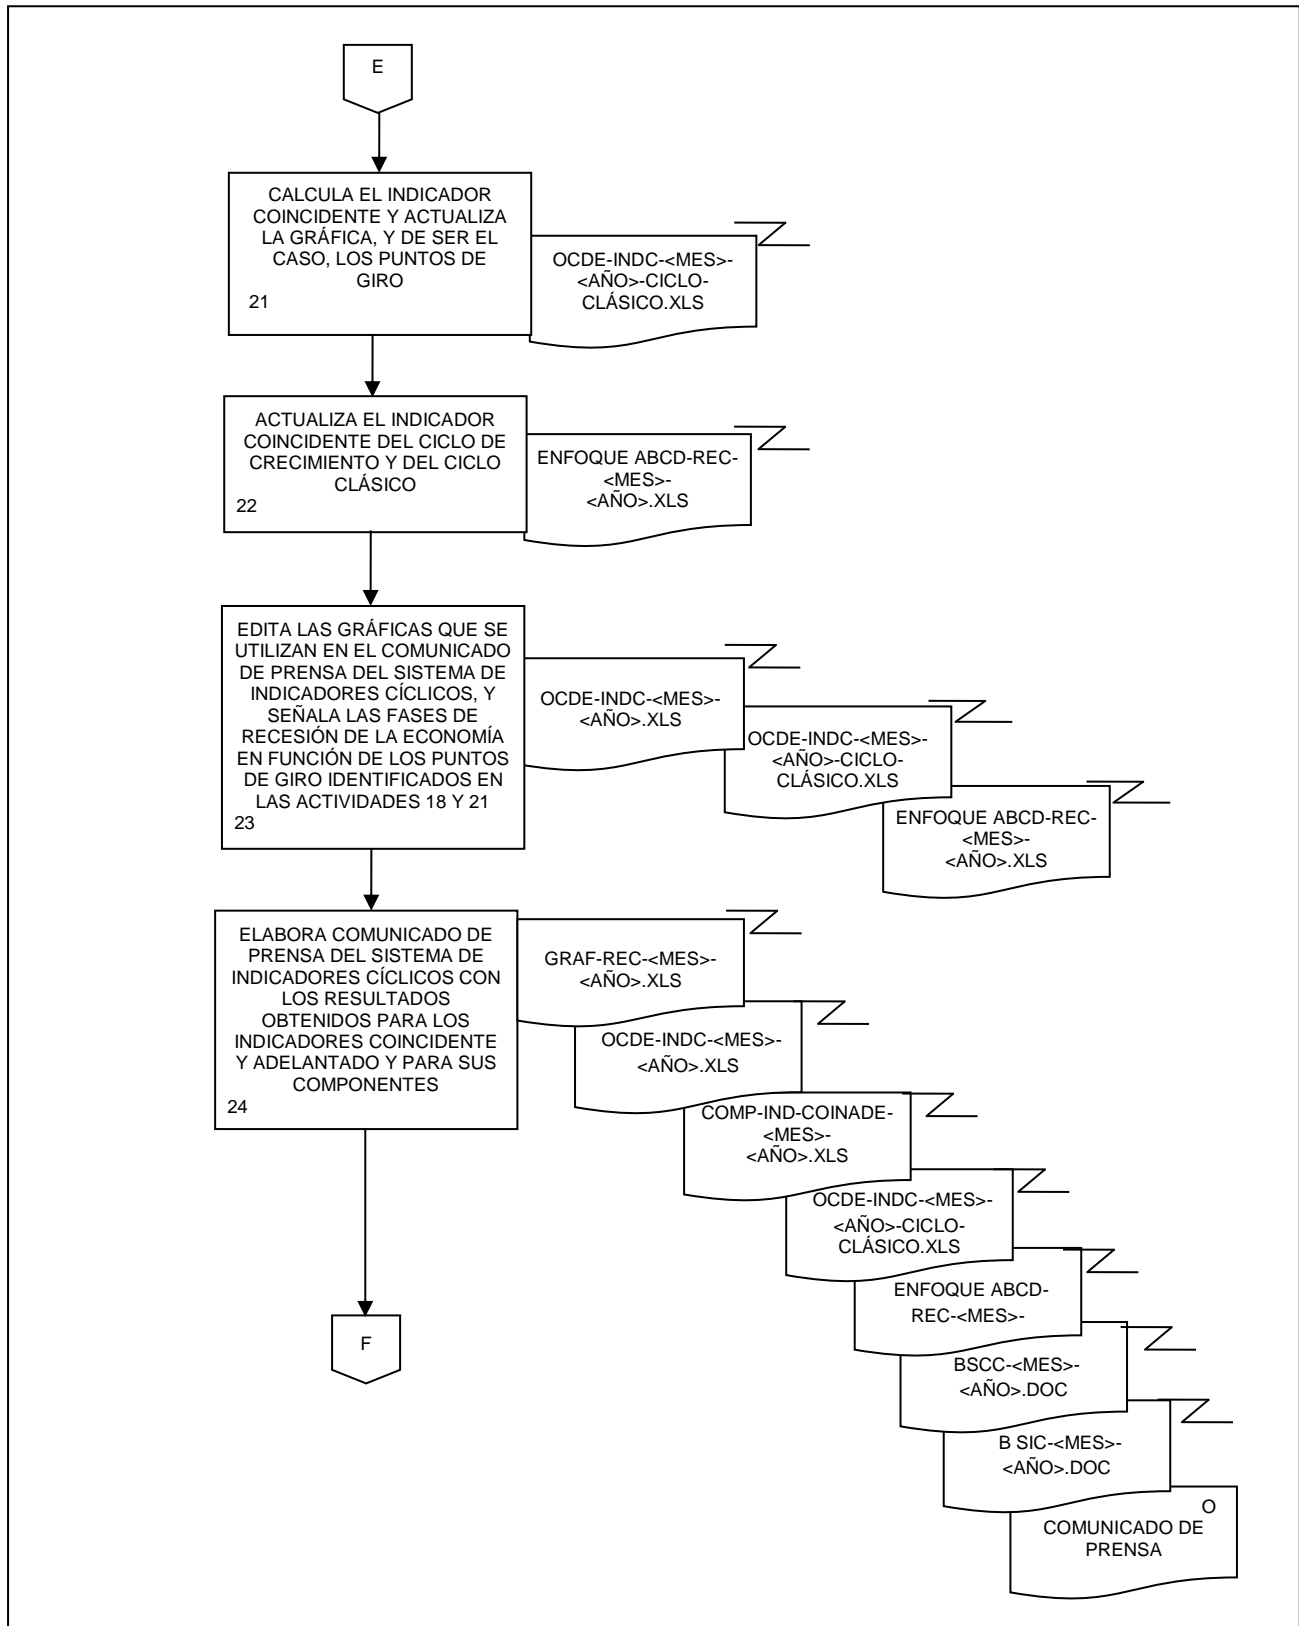 E
CALCULA EL INDICADOR
COINCIDENTE Y ACTUALIZA
LA GRÁFICA, Y DE SER EL
CASO, LOS PUNTOS DE
GIRO
21
OCDE-INDC-<MES>-
<AÑO>-CICLO-
CLÁSICO.XLS
ACTUALIZA EL INDICADOR
COINCIDENTE DEL CICLO DE
CRECIMIENTO Y DEL CICLO
CLÁSICO
22
ENFOQUE ABCD-REC-
<MES>-
<AÑO>.XLS
EDITA LAS GRÁFICAS QUE SE
UTILIZAN EN EL COMUNICADO
DE PRENSA DEL SISTEMA DE
INDICADORES CÍCLICOS, Y
SEÑALA LAS FASES DE
RECESIÓN DE LA ECONOMÍA
EN FUNCIÓN DE LOS PUNTOS
DE GIRO IDENTIFICADOS EN
LAS ACTIVIDADES 18 Y 21
23
OCDE-INDC-<MES>-
<AÑO>.XLS
OCDE-INDC-<MES>-
<AÑO>-CICLO-
CLÁSICO.XLS
ENFOQUE ABCD-REC-
<MES>-
<AÑO>.XLS
ELABORA COMUNICADO DE
PRENSA DEL SISTEMA DE
INDICADORES CÍCLICOS CON
LOS RESULTADOS
OBTENIDOS PARA LOS
INDICADORES COINCIDENTE
Y ADELANTADO Y PARA SUS
COMPONENTES
24
GRAF-REC-<MES>-
<AÑO>.XLS
OCDE-INDC-<MES>-
<AÑO>.XLS
COMP-IND-COINADE-
<MES>-
<AÑO>.XLS
OCDE-INDC-<MES>-
<AÑO>-CICLO-
CLÁSICO.XLS
ENFOQUE ABCD-
REC-<MES>-
BSCC-<MES>-
<AÑO>.DOC
B SIC-<MES>-
<AÑO>.DOC
O
COMUNICADO DE
PRENSA
F